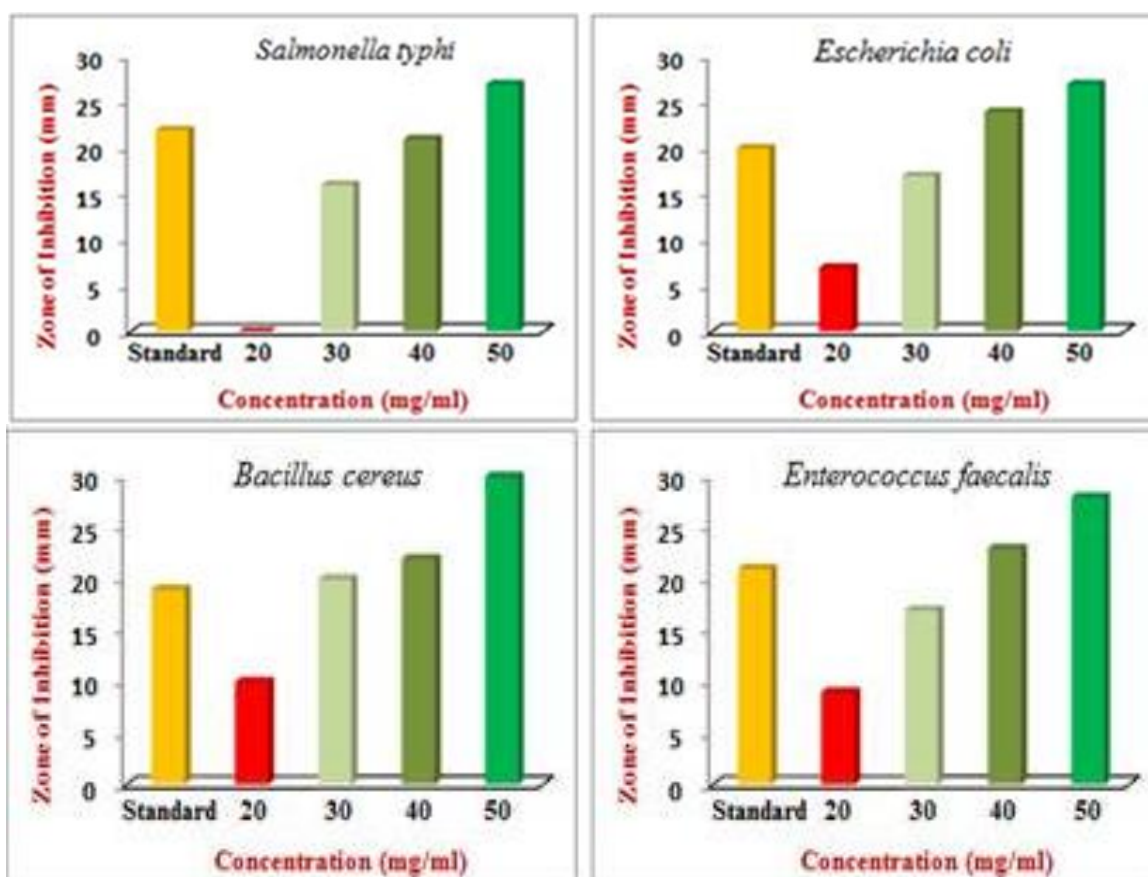 Salmonella typhi
Zone of Inhibition (mm)
30
25
20
15
10
5
0
Standard 20 30 40 50
Concentration (mg/ml)
Escherichia coli
Zone of Inhibition (mm)
30
25
20
15
10
5
0
Standard 20 30 40 50
Concentration (mg/ml)
Bacillus cereus
Zone of Inhibition (mm)
30
25
20
15
10
5
0
Standard 20 30 40 50
Concentration (mg/ml)
Enterococcus faecalis
Zone of Inhibition (mm)
30
25
20
15
10
5
0
Standard 20 30 40 50
Concentration (mg/ml)